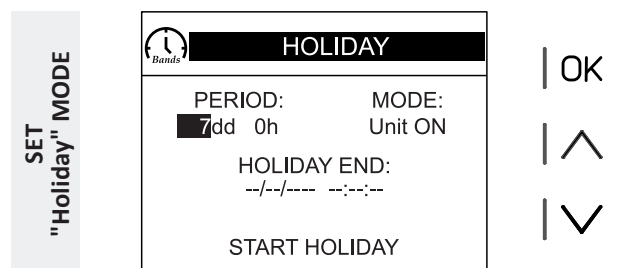 SET
"Holiday" MODE
Bands
HOLIDAY
PERIOD: MODE:
7dd 0h Unit ON
HOLIDAY END:
--/--/---- --:--:--
START HOLIDAY
OK